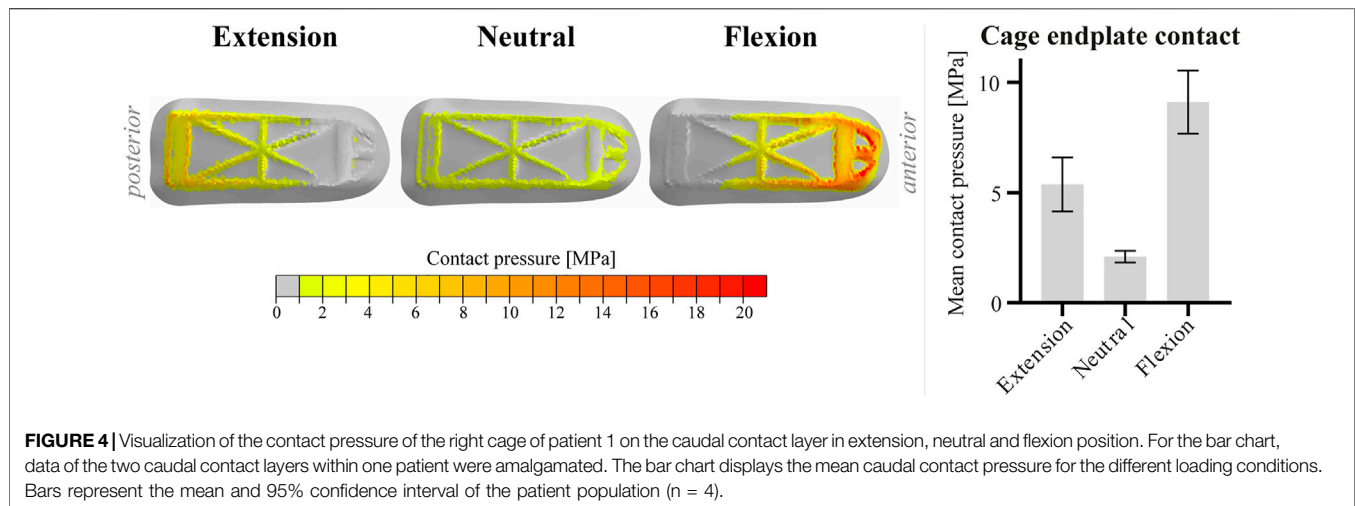 Extension Neutral Flexion
posterior
anterior
Contact pressure [MPa]
0 2 4 6 8 10 12 14 16 18 20
Cage endplate contact
Mean contact pressure [MPa]
10
5
0
Extension
Neutral
Flexion
FIGURE 4 | Visualization of the contact pressure of the right cage of patient 1 on the caudal contact layer in extension, neutral and flexion position. For the bar chart,
data of the two caudal contact layers within one patient were amalgamated. The bar chart displays the mean caudal contact pressure for the different loading conditions.
Bars represent the mean and 95% confidence interval of the patient population (n = 4).